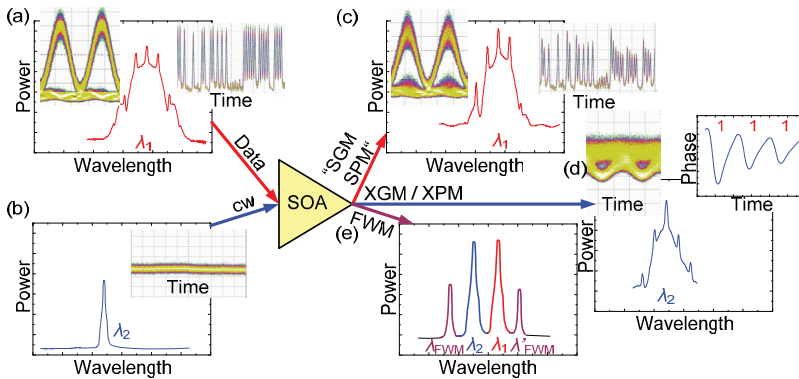 (a)
Power
Time
λ1
Wavelength
Data
(b)
Power
Time
λ2
Wavelength
cw
SOA
(c)
Power
Time
λ1
Wavelength
"SGM
SPM"
XGM / XPM
FWM
(d)
Time
Power
λ2
Wavelength
Phase
1 1 1
Time
(e)
Power
λFWM λ2 λ1 λ'FWM
Wavelength